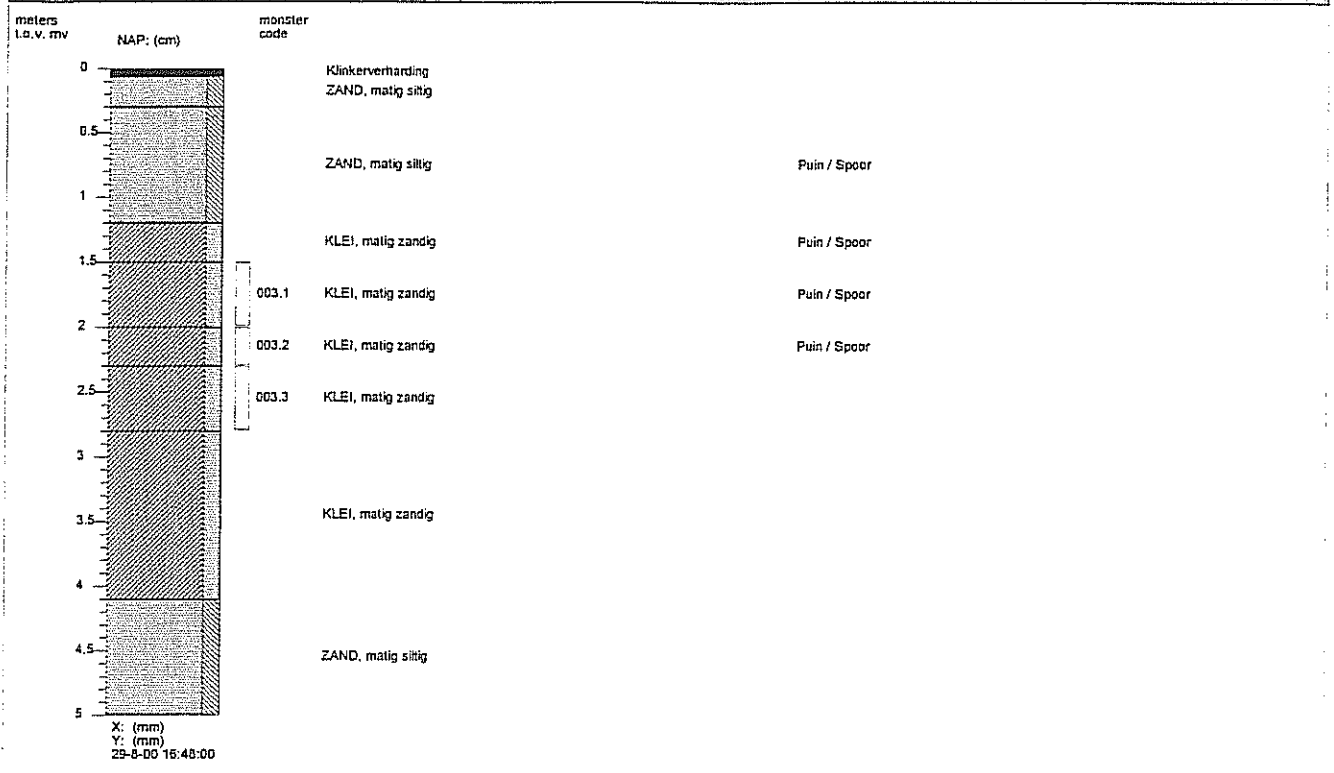 meters
t.o.v. mv
NAP: (cm)
monster
code
0
Klinkerverharding
ZAND, matig siltig
0.5
ZAND, matig siltig Puin / Spoor
1
KLEI, matig zandig Puin / Spoor
1.5
003.1 KLEI, matig zandig Puin / Spoor
2
003.2 KLEI, matig zandig Puin / Spoor
2.5
003.3 KLEI, matig zandig
3
3.5
KLEI, matig zandig
4
4.5
ZAND, matig siltig
5
X: (mm)
Y: (mm)
29-8-00 16:48:00